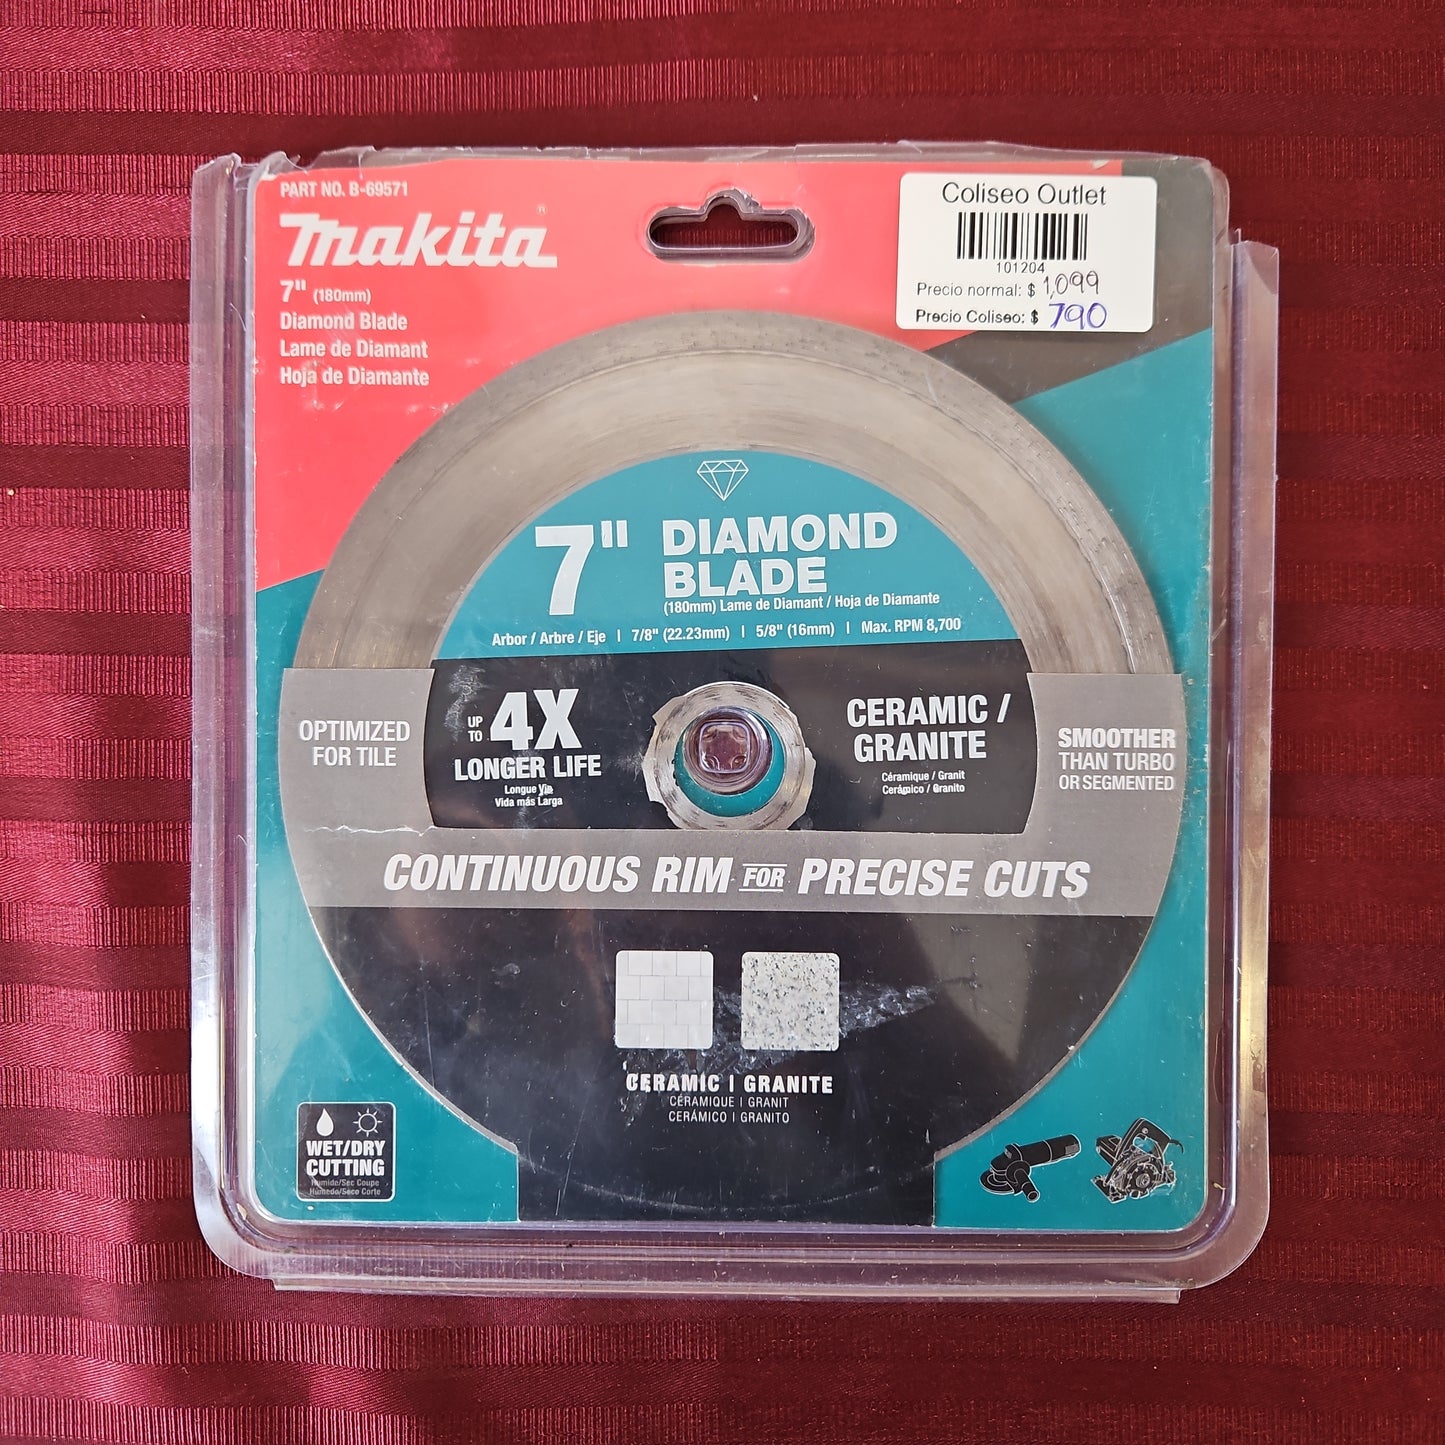 PART NO. B-69571
makita®
7" (180mm)
Diamond Blade
Lame de Diamant
Hoja de Diamante
Coliseo Outlet
101204
Precio normal: $ 1,099
Precio Coliseo: $ 790
7" DIAMOND BLADE
(180mm) Lame de Diamant / Hoja de Diamante
Arbor / Arbre / Eje | 7/8" (22.23mm) | 5/8" (16mm) | Max. RPM 8,700
OPTIMIZED
FOR TILE
UP TO 4X
LONGER LIFE
Longue Vie
Vida más Larga
CERAMIC /
GRANITE
Céramique / Granit
Cerámico / Granito
SMOOTHER
THAN TURBO
OR SEGMENTED
CONTINUOUS RIM FOR PRECISE CUTS
CERAMIC | GRANITE
CÉRAMIQUE | GRANIT
CERÁMICO | GRANITO
WET/DRY
CUTTING
Humide/Sec Coupe
Húmedo/Seco Corte